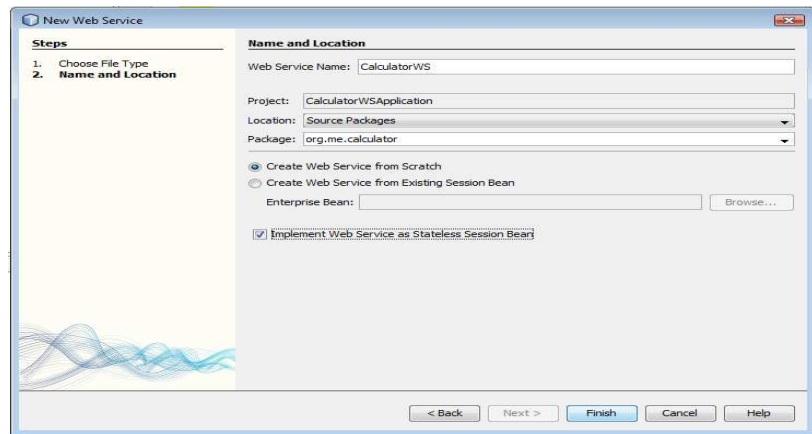 New Web Service
Steps
1. Choose File Type
2. Name and Location
Name and Location
Web Service Name: CalculatorWS
Project: CalculatorWSApplication
Location: Source Packages
Package: org.me.calculator
Create Web Service from Scratch
Create Web Service from Existing Session Bean
Enterprise Bean: Browse...
Implement Web Service as Stateless Session Bean
< Back Next > Finish Cancel Help